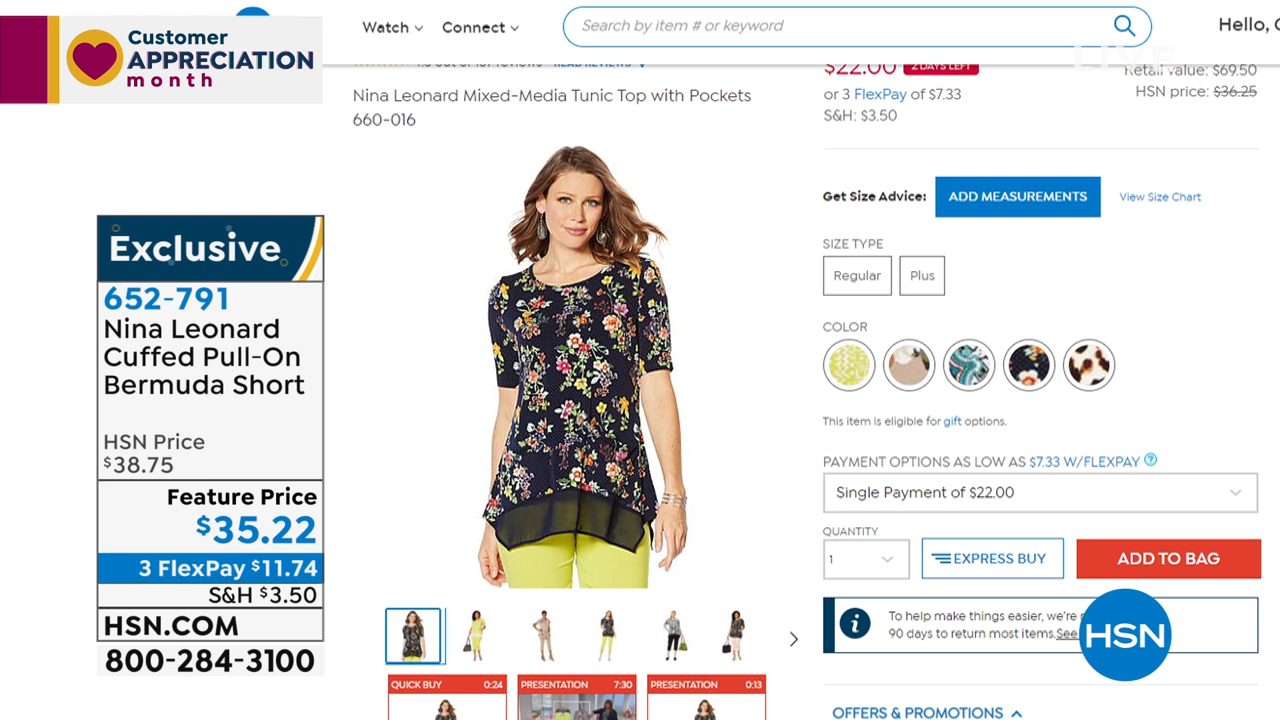 Customer
APPRECIATION
month
Watch
Connect
Search by item # or keyword
Hello,
LIVE
READ REVIEWS
Nina Leonard Mixed-Media Tunic Top with Pockets
660-016
$22.00 2 DAYS LEFT
or 3 FlexPay of $7.33
S&H: $3.50
Retail value: $69.50
HSN price: $36.25
Get Size Advice: ADD MEASUREMENTS View Size Chart
SIZE TYPE
Regular Plus
COLOR
This item is eligible for gift options.
PAYMENT OPTIONS AS LOW AS $7.33 W/FLEXPAY ?
Single Payment of $22.00
QUANTITY
1 EXPRESS BUY ADD TO BAG
i
To help make things easier, we're
90 days to return most items. See
HSN
OFFERS & PROMOTIONS
Exclusive
652-791
Nina Leonard
Cuffed Pull-On
Bermuda Short
HSN Price
$38.75
Feature Price
$35.22
3 FlexPay $11.74
S&H $3.50
HSN.COM
800-284-3100
QUICK BUY 0:24
PRESENTATION 7:30
PRESENTATION 0:13